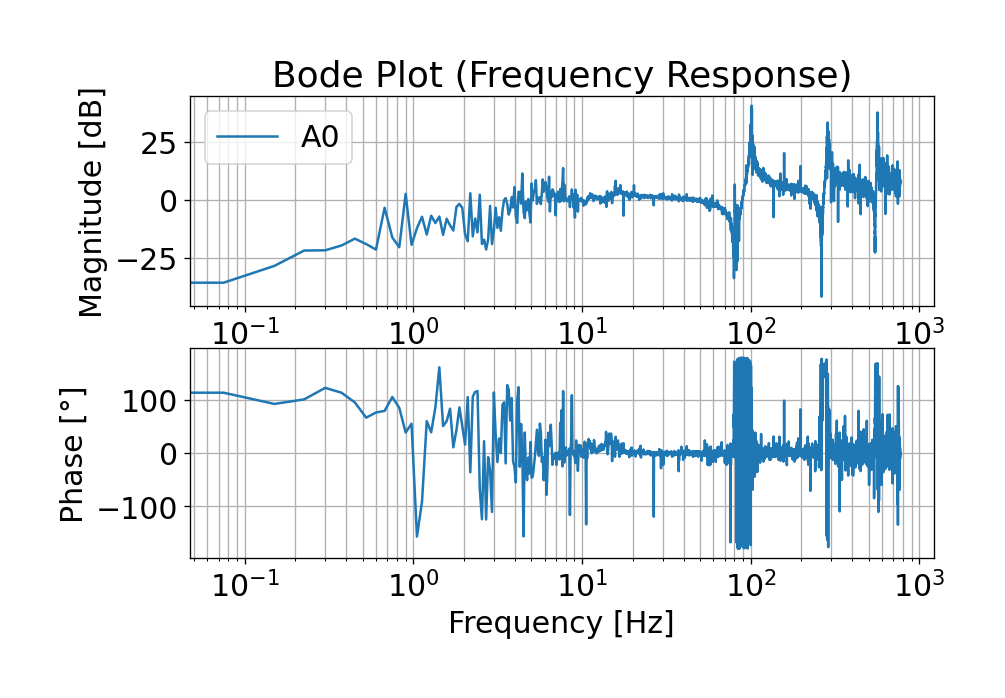 Bode Plot (Frequency Response)
Magnitude [dB]
25
0
−25
A0
10⁻¹ 10⁰ 10¹ 10² 10³
Phase [°]
100
0
−100
10⁻¹ 10⁰ 10¹ 10² 10³
Frequency [Hz]